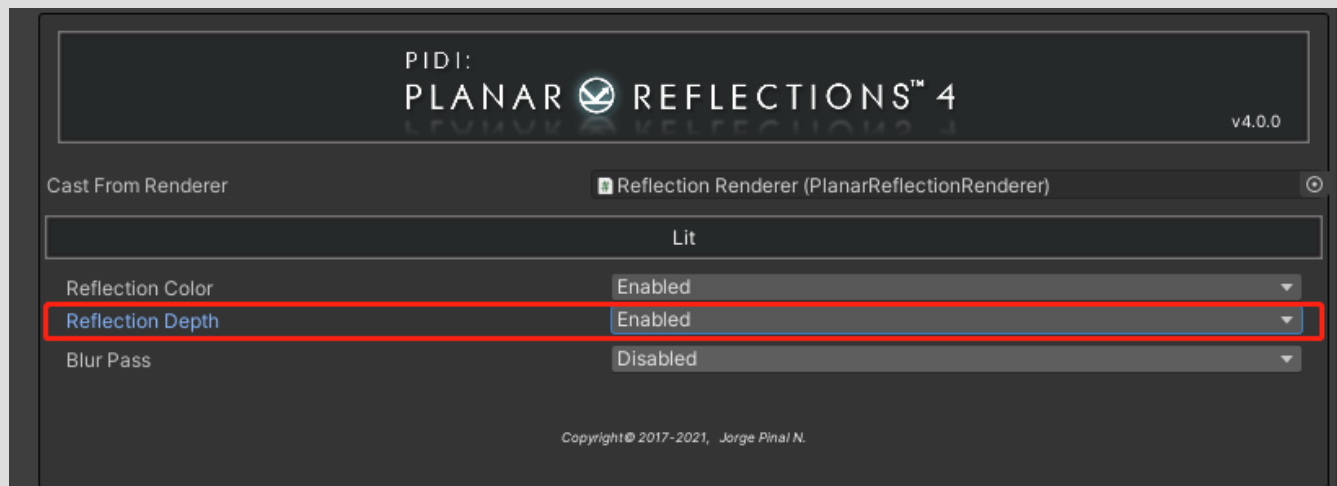 PIDI:
PLANAR REFLECTIONS™ 4
v4.0.0
Cast From Renderer Reflection Renderer (PlanarReflectionRenderer)
Lit
Reflection Color Enabled
Reflection Depth Enabled
Blur Pass Disabled
Copyright© 2017-2021, Jorge Pinal N.